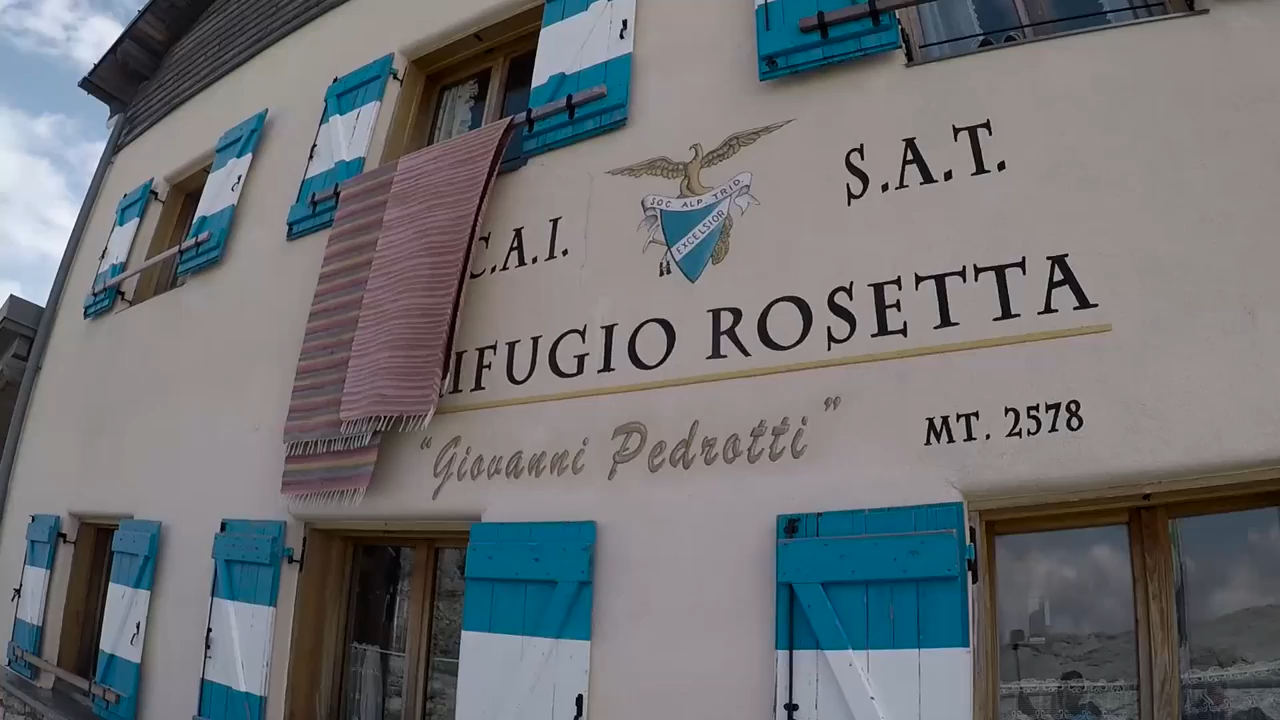 C.A.I.
SOC. ALP. TRID.
EXCELSIOR
S.A.T.
IFUGIO ROSETTA
"Giovanni Pedrotti"
MT. 2578